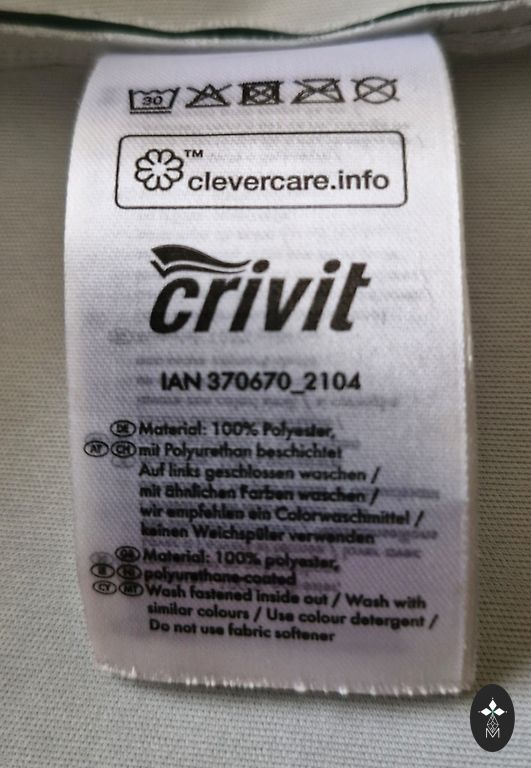 30
™
clevercare.info
crivit
IAN 370670_2104
DE Material: 100% Polyester,
AT CH mit Polyurethan beschichtet
Auf links geschlossen waschen /
mit ähnlichen Farben waschen /
wir empfehlen ein Colorwaschmittel /
keinen Weichspüler verwenden
GB Material: 100% polyester,
polyurethane-coated
CY MT Wash fastened inside out / Wash with
similar colours / Use colour detergent /
Do not use fabric softener
M